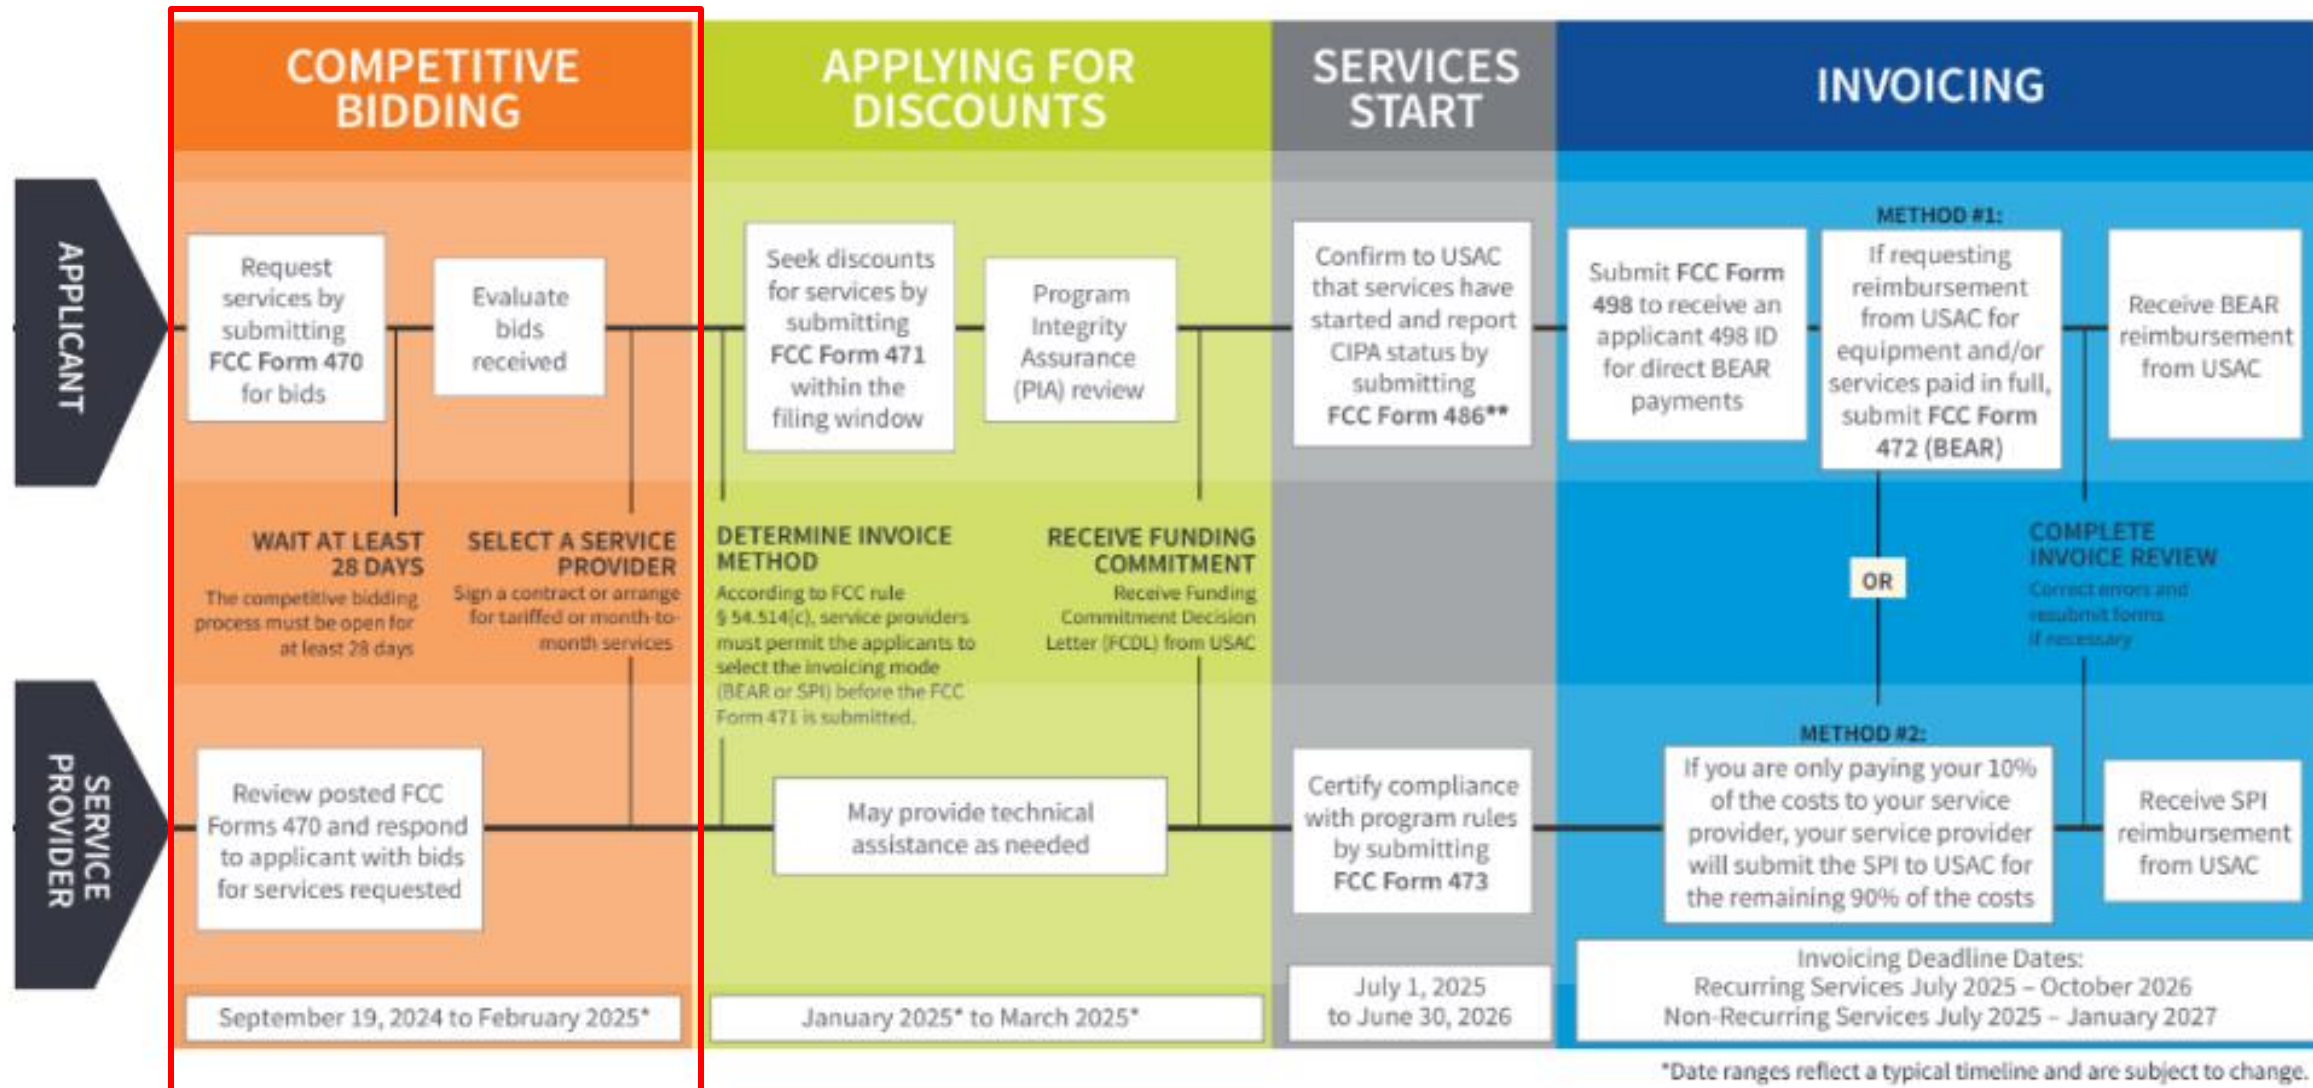 COMPETITIVE
BIDDING
APPLYING FOR
DISCOUNTS
SERVICES
START
INVOICING
APPLICANT
Request
services by
submitting
FCC Form 470
for bids
Evaluate
bids
received
Seek discounts
for services by
submitting
FCC Form 471
within the
filing window
Program
Integrity
Assurance
(PIA) review
Confirm to USAC
that services have
started and report
CIPA status by
submitting
FCC Form 486**
Submit FCC Form
498 to receive an
applicant 498 ID
for direct BEAR
payments
METHOD #1:
If requesting
reimbursement
from USAC for
equipment and/or
services paid in full,
submit FCC Form
472 (BEAR)
Receive BEAR
reimbursement
from USAC
WAIT AT LEAST
28 DAYS
The competitive bidding
process must be open for
at least 28 days
SELECT A SERVICE
PROVIDER
Sign a contract or arrange
for tariffed or month-to-
month services
DETERMINE INVOICE
METHOD
According to FCC rule
§ 54.514(c), service providers
must permit the applicants to
select the invoicing mode
(BEAR or SPI) before the FCC
Form 471 is submitted.
RECEIVE FUNDING
COMMITMENT
Receive Funding
Commitment Decision
Letter (FCDL) from USAC
OR
COMPLETE
INVOICE REVIEW
Correct errors and
resubmit forms
if necessary
SERVICE
PROVIDER
Review posted FCC
Forms 470 and respond
to applicant with bids
for services requested
May provide technical
assistance as needed
Certify compliance
with program rules
by submitting
FCC Form 473
METHOD #2:
If you are only paying your 10%
of the costs to your service
provider, your service provider
will submit the SPI to USAC for
the remaining 90% of the costs
Receive SPI
reimbursement
from USAC
September 19, 2024 to February 2025*
January 2025* to March 2025*
July 1, 2025
to June 30, 2026
Invoicing Deadline Dates:
Recurring Services July 2025 – October 2026
Non-Recurring Services July 2025 – January 2027
*Date ranges reflect a typical timeline and are subject to change.